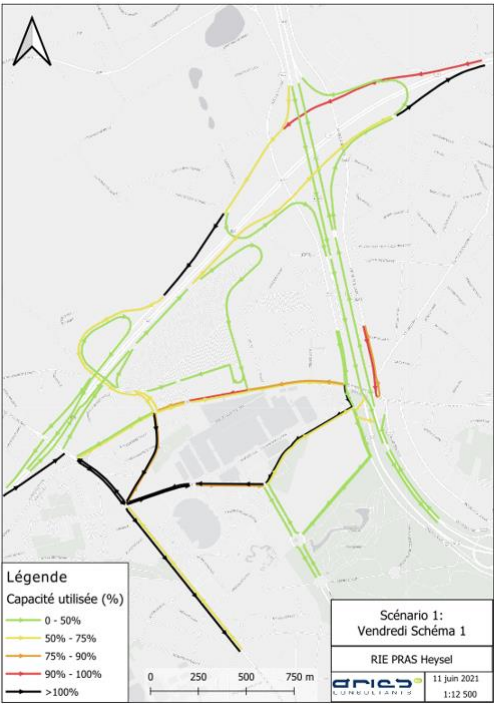 Légende
Capacité utilisée (%)
0 - 50%
50% - 75%
75% - 90%
90% - 100%
>100%
0 250 500 750 m
Scénario 1:
Vendredi Schéma 1
RIE PRAS Heysel
aries
CONSULTANTS
11 juin 2021
1:12 500